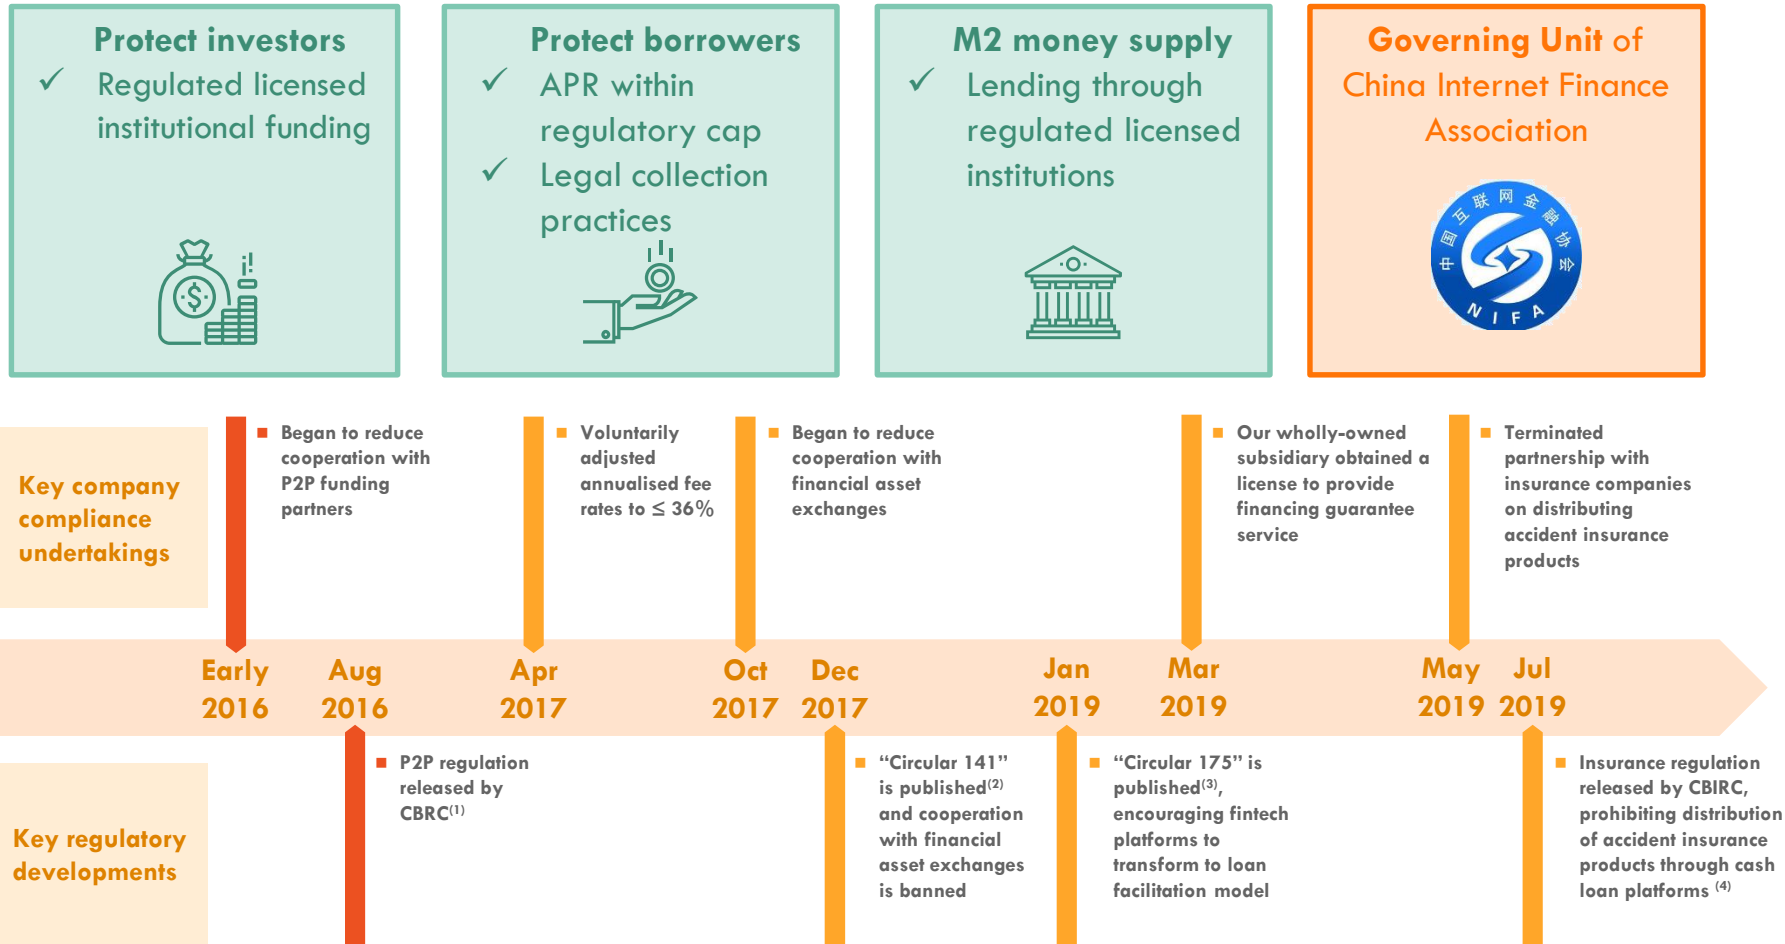 Protect investors
✓ Regulated licensed
institutional funding
Protect borrowers
✓ APR within
regulatory cap
✓ Legal collection
practices
M2 money supply
✓ Lending through
regulated licensed
institutions
Governing Unit of
China Internet Finance
Association
中国互联网金融协会
NIFA
Key company
compliance
undertakings
■ Began to reduce
cooperation with
P2P funding
partners
■ Voluntarily
adjusted
annualised fee
rates to ≤ 36%
■ Began to reduce
cooperation with
financial asset
exchanges
■ Our wholly-owned
subsidiary obtained a
license to provide
financing guarantee
service
■ Terminated
partnership with
insurance companies
on distributing
accident insurance
products
Early
2016
Aug
2016
Apr
2017
Oct
2017
Dec
2017
Jan
2019
Mar
2019
May
2019
Jul
2019
Key regulatory
developments
■ P2P regulation
released by
CBRC(1)
■ “Circular 141”
is published(2)
and cooperation
with financial
asset exchanges
is banned
■ “Circular 175” is
published(3),
encouraging fintech
platforms to
transform to loan
facilitation model
■ Insurance regulation
released by CBIRC,
prohibiting distribution
of accident insurance
products through cash
loan platforms (4)